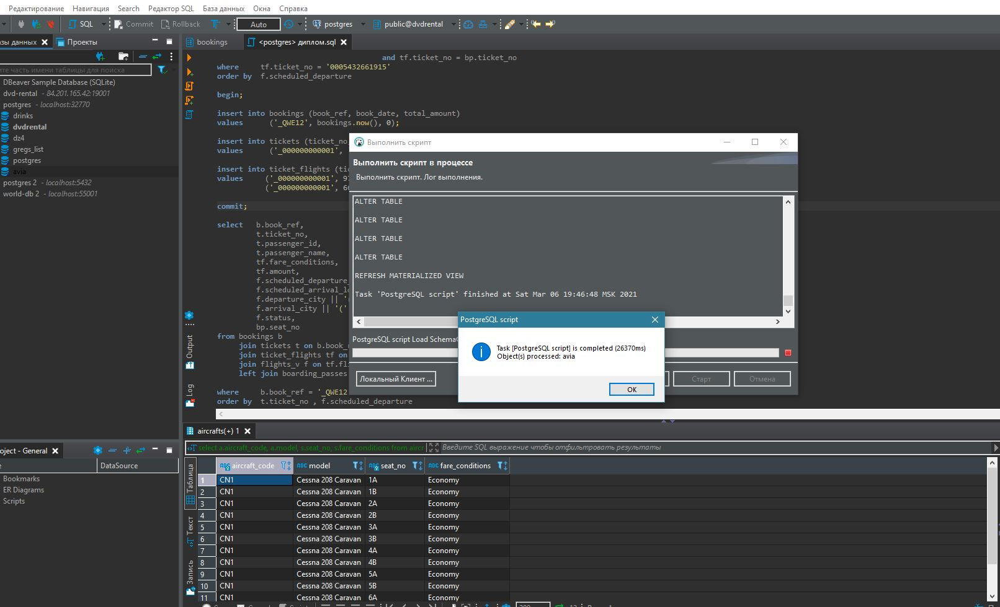 Редактирование Навигация Search Редактор SQL База данных Окна Справка
SQL Commit Rollback Auto postgres public@dvdrental
зы данных Проекты
bookings <postgres> диплом.sql
ите часть имени таблицы для поиска
DBeaver Sample Database (SQLite)
dvd-rental - 84.201.165.42:19001
postgres - localhost:32770
drinks
dvdrental
dz4
gregs_list
postgres
avia
postgres 2 - localhost:5432
world-db 2 - localhost:55001
oject - General
DataSource
Bookmarks
ER Diagrams
Scripts
and tf.ticket_no = bp.ticket_no
where tf.ticket_no = '0005432661915'
order by f.scheduled_departure
begin;
insert into bookings (book_ref, book_date, total_amount)
values ('_QWE12', bookings.now(), 0);
insert into tickets (ticket_no
values ('_000000000001',
insert into ticket_flights (tic
values ('_000000000001', 97
('_000000000001', 66
commit;
select b.book_ref,
t.ticket_no,
t.passenger_id,
t.passenger_name,
tf.fare_conditions,
tf.amount,
f.scheduled_departure_
f.scheduled_arrival_lo
f.departure_city || '(
f.arrival_city || '('
f.status,
bp.seat_no
from bookings b
join tickets t on b.book_r
join ticket_flights tf on
join flights_v f on tf.fli
left join boarding_passes
where b.book_ref = '_QWE12
order by t.ticket_no , f.scheduled_departure
Output
Log
Выполнить скрипт
Выполнить скрипт в процессе
Выполнить скрипт. Лог выполнения.
ALTER TABLE
ALTER TABLE
ALTER TABLE
ALTER TABLE
REFRESH MATERIALIZED VIEW
Task 'PostgreSQL script' finished at Sat Mar 06 19:46:48 MSK 2021
PostgreSQL script Load Schema
Локальный Клиент ... Старт Отмена
PostgreSQL script
Task [PostgreSQL script] is completed (26370ms)
Object(s) processed: avia
OK
aircrafts(+) 1
select a.aircraft_code, a.model, s.seat_no, s.fare_conditions from aircr Введите SQL выражение чтобы отфильтровать результаты
Таблица
Текст
Запись
aircraft_code model seat_no fare_conditions
1 CN1 Cessna 208 Caravan 1A Economy
2 CN1 Cessna 208 Caravan 1B Economy
3 CN1 Cessna 208 Caravan 2A Economy
4 CN1 Cessna 208 Caravan 2B Economy
5 CN1 Cessna 208 Caravan 3A Economy
6 CN1 Cessna 208 Caravan 3B Economy
7 CN1 Cessna 208 Caravan 4A Economy
8 CN1 Cessna 208 Caravan 4B Economy
9 CN1 Cessna 208 Caravan 5A Economy
10 CN1 Cessna 208 Caravan 5B Economy
11 CN1 Cessna 208 Caravan 6A Economy